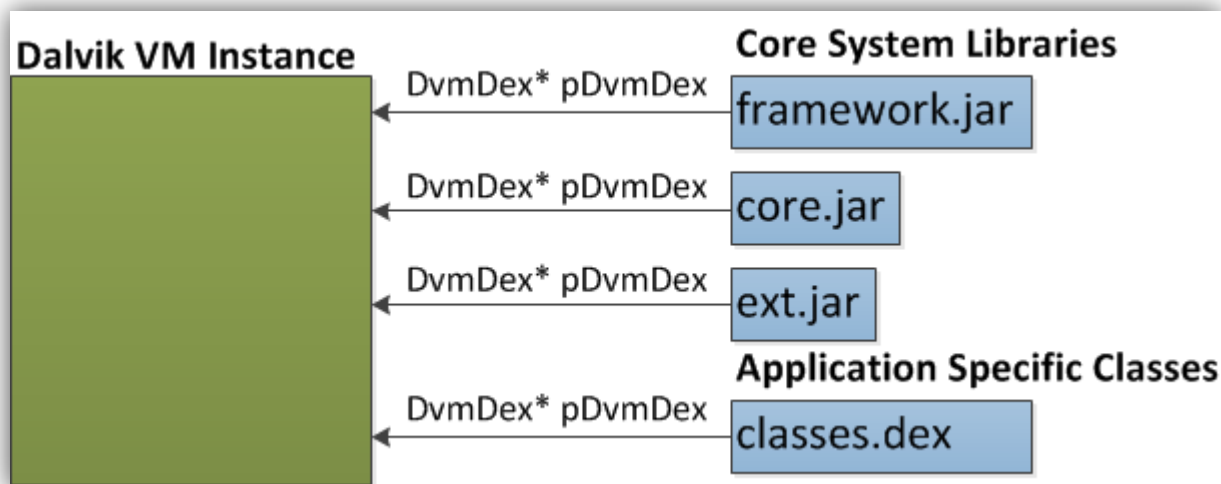 Dalvik VM Instance
Core System Libraries
DvmDex* pDvmDex
framework.jar
DvmDex* pDvmDex
core.jar
DvmDex* pDvmDex
ext.jar
Application Specific Classes
DvmDex* pDvmDex
classes.dex